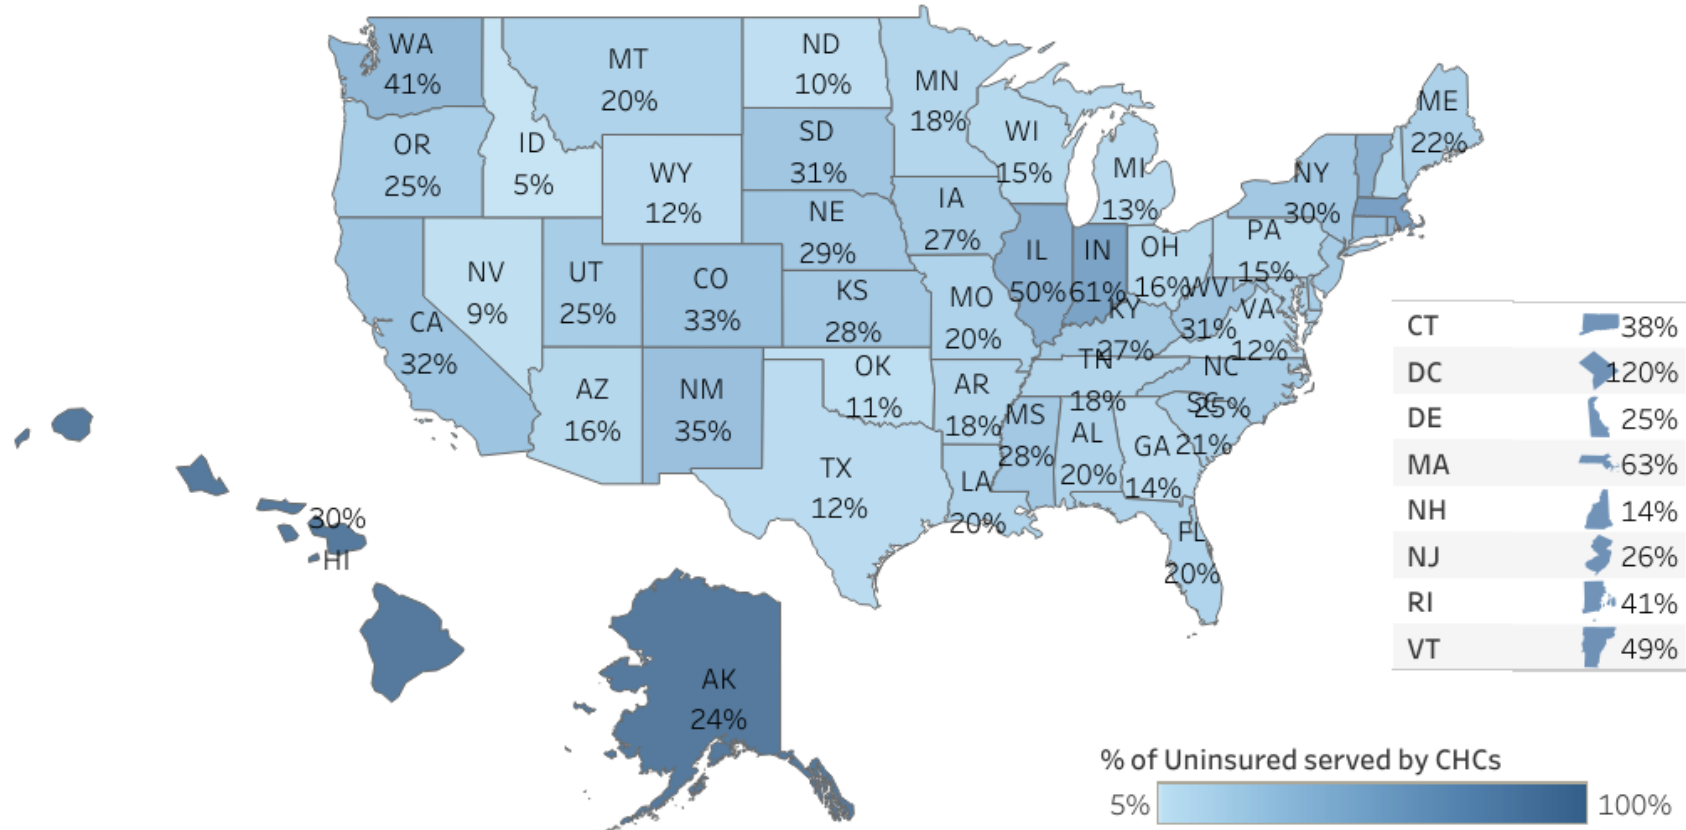 WA
41%
MT
20%
ND
10%
MN
18%
ME
22%
OR
25%
ID
5%
WY
12%
SD
31%
WI
15%
MI
13%
NY
30%
NE
29%
IA
27%
PA
15%
NV
9%
UT
25%
CO
33%
KS
28%
MO
20%
IL
50%
IN
61%
OH
16%
WV
31%
VA
12%
KY
27%
CA
32%
AZ
16%
NM
35%
OK
11%
AR
18%
TN
18%
NC
25%
SC
21%
MS
28%
AL
20%
GA
14%
TX
12%
LA
20%
FL
20%
30%
HI
AK
24%
CT 38%
DC 120%
DE 25%
MA 63%
NH 14%
NJ 26%
RI 41%
VT 49%
% of Uninsured served by CHCs
5% 100%